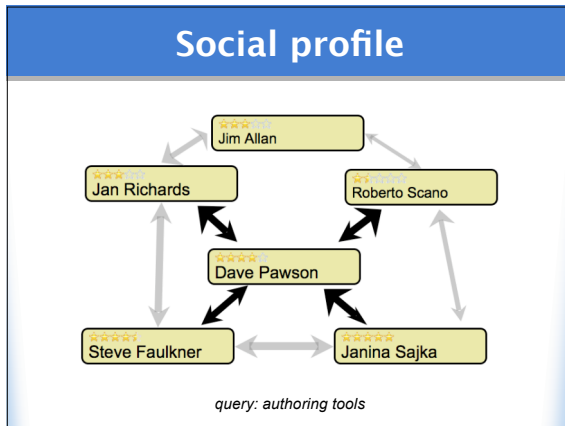 Social profile
Jim Allan
Jan Richards
Roberto Scano
Dave Pawson
Steve Faulkner
Janina Sajka
query: authoring tools